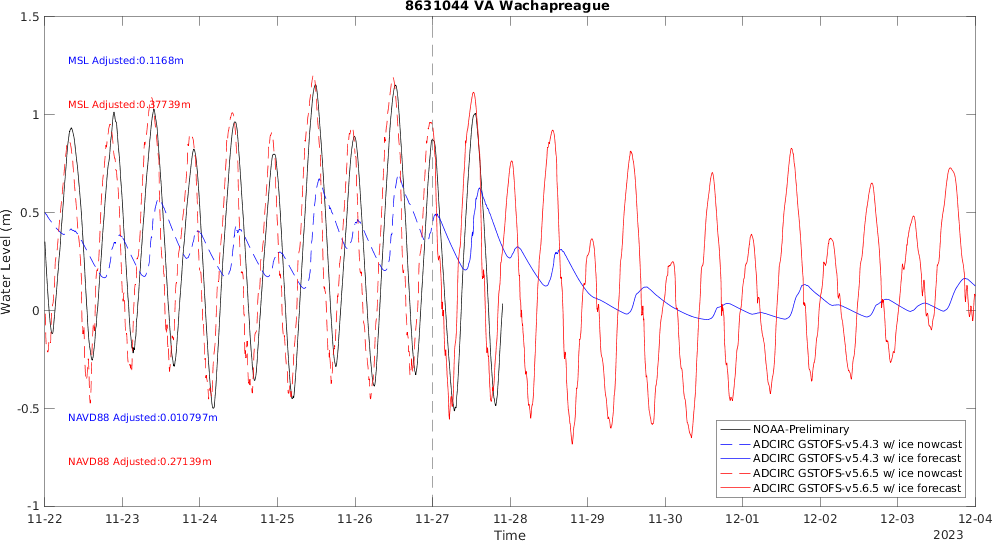 8631044 VA Wachapreague
1.5
1
0.5
0
-0.5
-1
Water Level (m)
MSL Adjusted:0.1168m
MSL Adjusted:0.37739m
NAVD88 Adjusted:0.010797m
NAVD88 Adjusted:0.27139m
NOAA-Preliminary
ADCIRC GSTOFS-v5.4.3 w/ ice nowcast
ADCIRC GSTOFS-v5.4.3 w/ ice forecast
ADCIRC GSTOFS-v5.6.5 w/ ice nowcast
ADCIRC GSTOFS-v5.6.5 w/ ice forecast
11-22 11-23 11-24 11-25 11-26 11-27 11-28 11-29 11-30 12-01 12-02 12-03 12-04
Time
2023